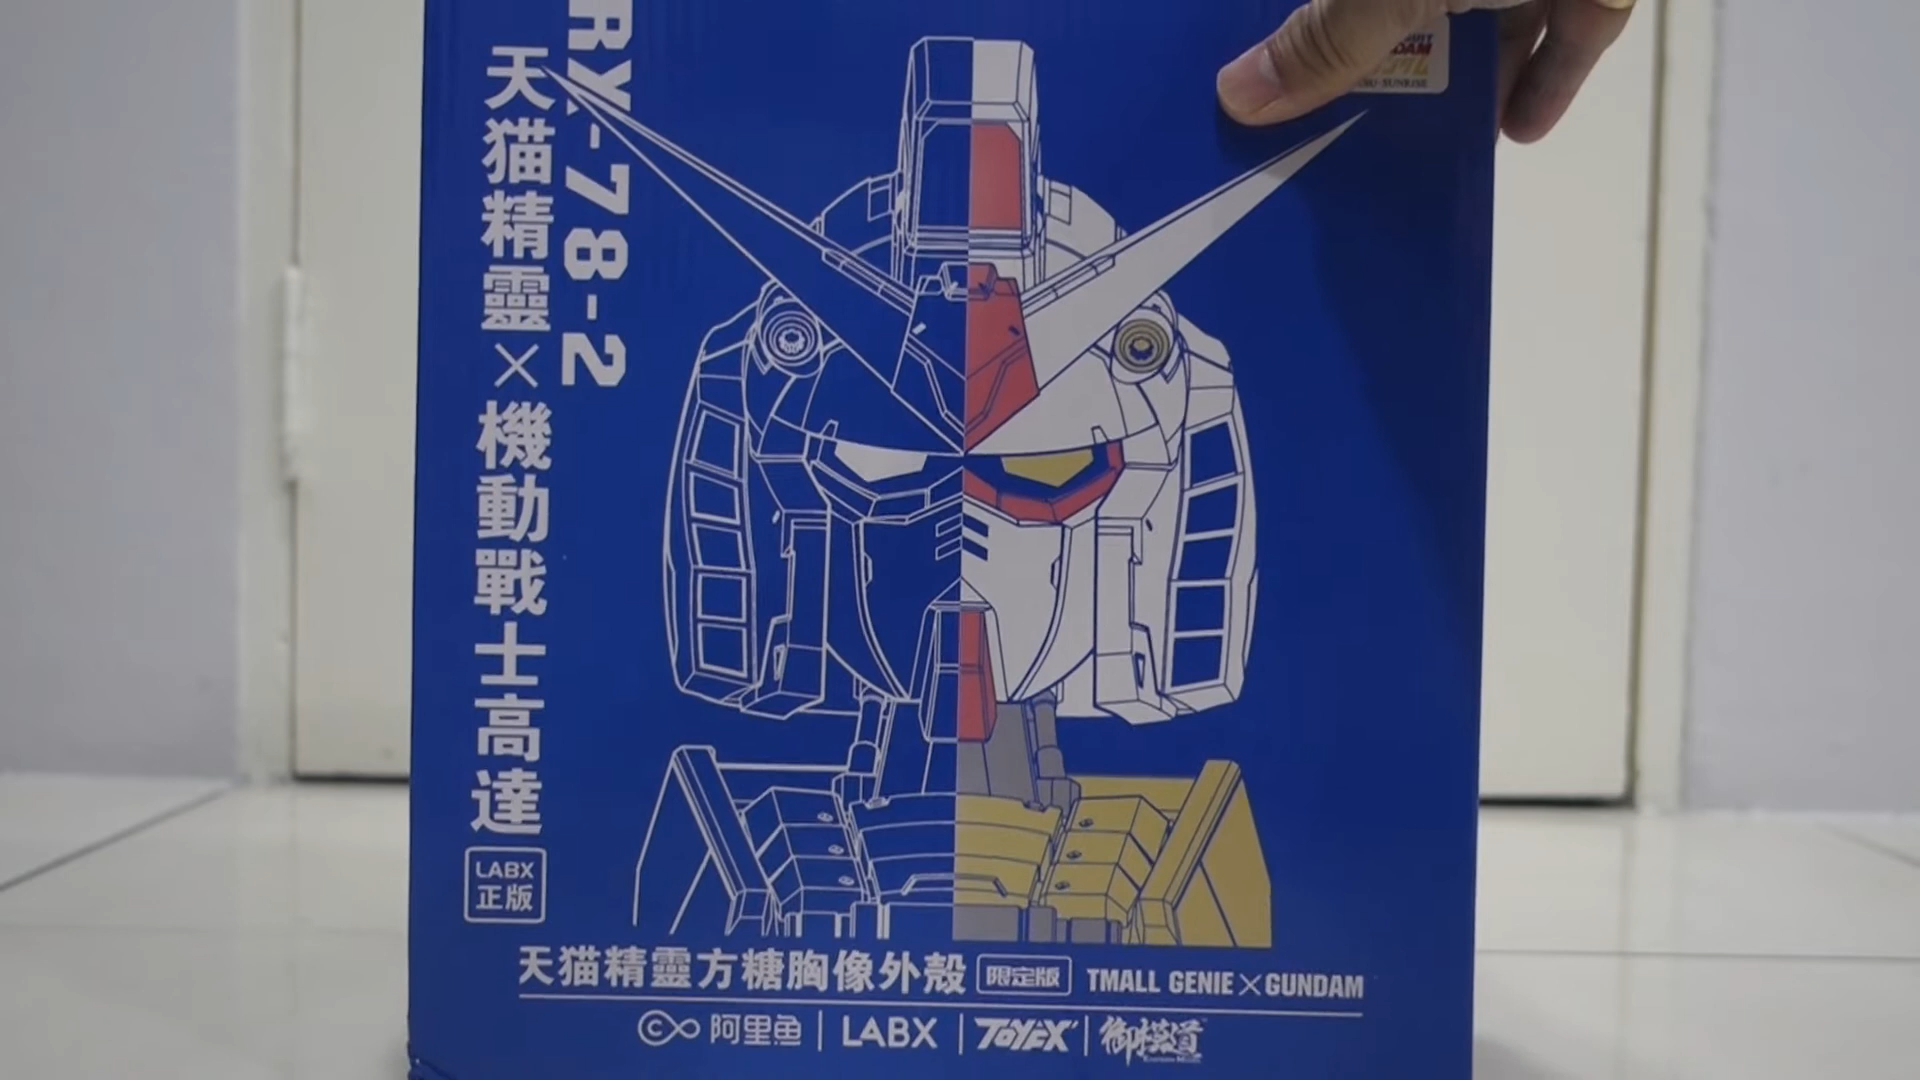 RX-78-2
天猫精靈×機動戰士高達
LABX
正版
DAM
SUNRISE
天猫精靈方糖胸像外殼 限定版 TMALL GENIE×GUNDAM
阿里鱼 | LABX | TOYEX | 御模道